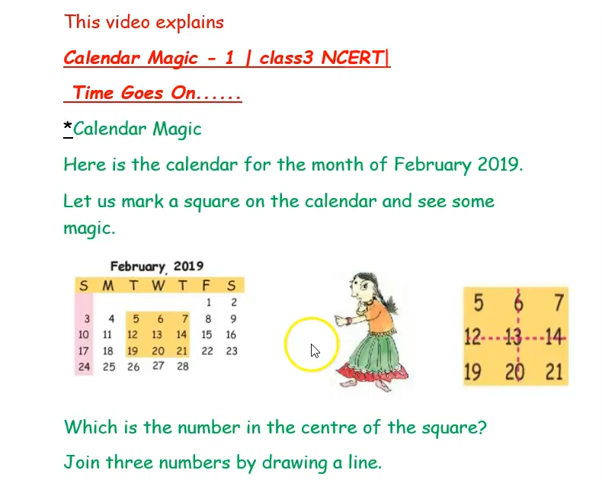 This video explains
Calendar Magic - 1 | class3 NCERT|
Time Goes On......
*Calendar Magic
Here is the calendar for the month of February 2019.
Let us mark a square on the calendar and see some
magic.
February, 2019
S M T W T F S
1 2
3 4 5 6 7 8 9
10 11 12 13 14 15 16
17 18 19 20 21 22 23
24 25 26 27 28
5 6 7
12 13 14
19 20 21
Which is the number in the centre of the square?
Join three numbers by drawing a line.